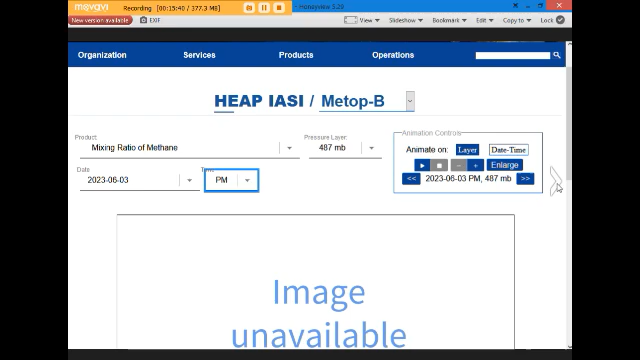 movavi Recording 00:15:40 / 377.3 MB - Honeyview 5.29
New version available EXIF View Slideshow Bookmark Edit Copy to Lock
Organization Services Products Operations
HEAP IASI / Metop-B
Product:
Mixing Ratio of Methane
Pressure Layer:
487 mb
Date
2023-06-03
Time
PM
Animation Controls
Animate on: Layer Date-Time
Enlarge
<< 2023-06-03 PM, 487 mb >>
Image
unavailable